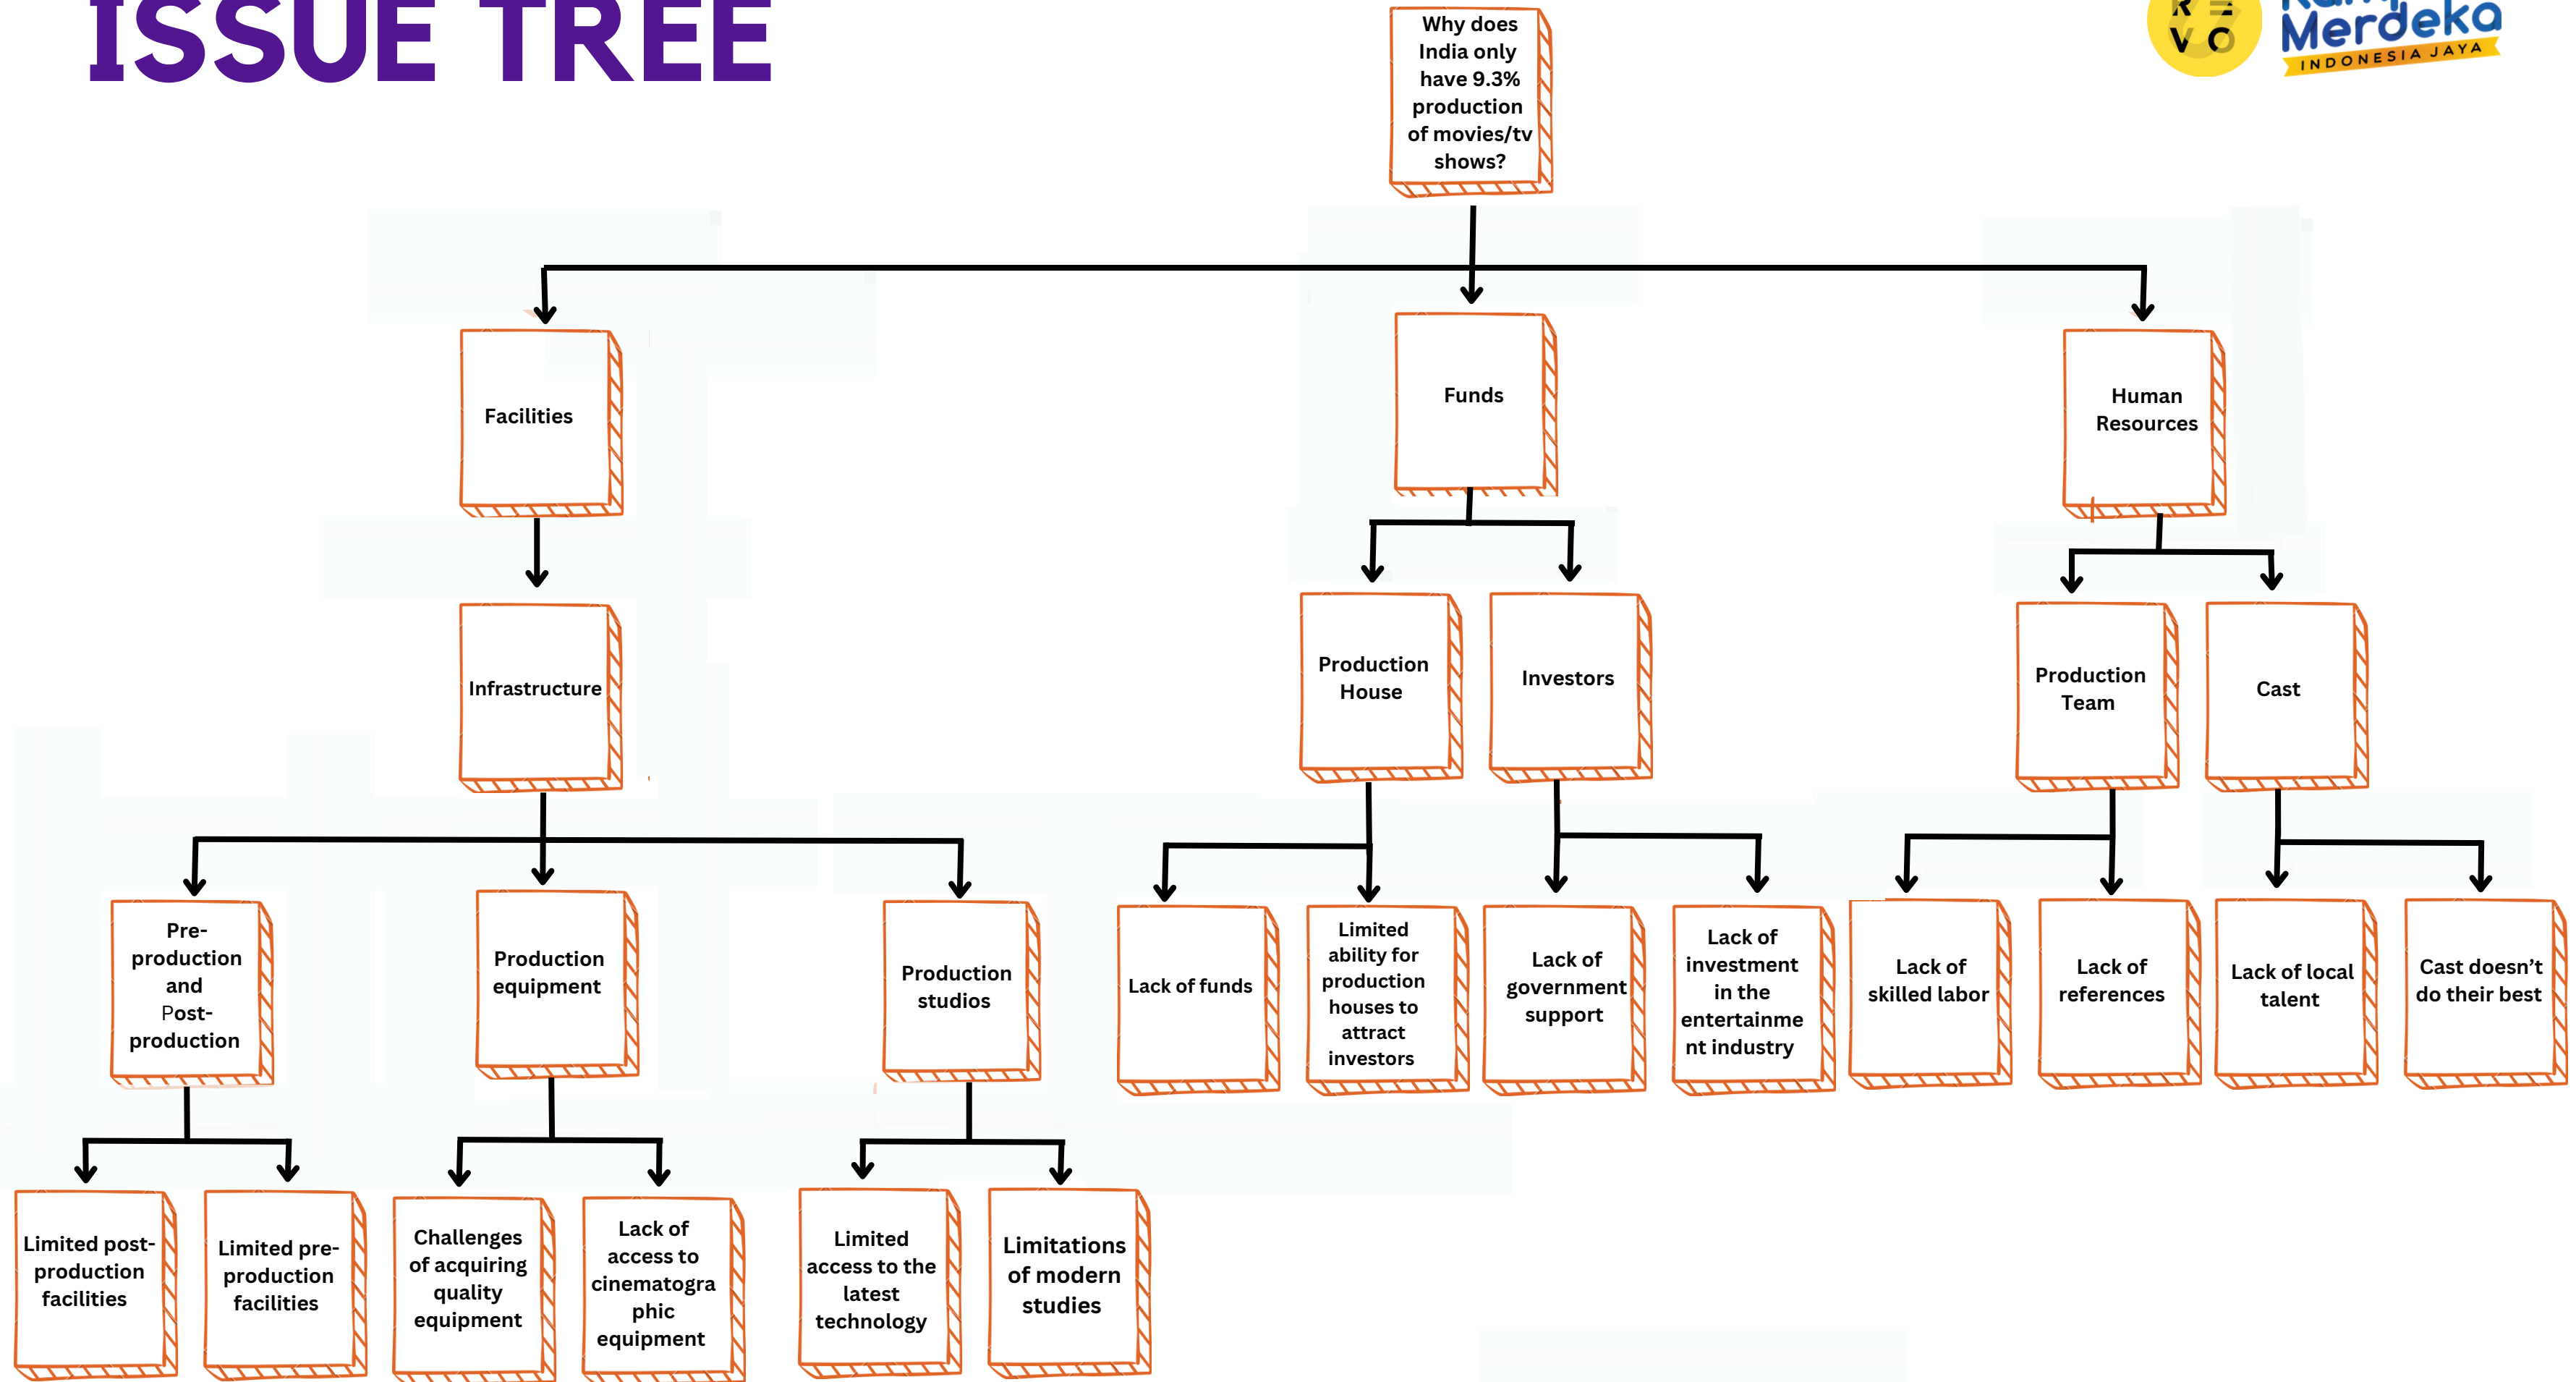 ISSUE TREE
Why does
India only
have 9.3%
production
of movies/tv
shows?
R E
V O
Merdeka
INDONESIA JAYA
Facilities
Funds
Human
Resources
Infrastructure
Production
House
Investors
Production
Team
Cast
Pre-
production
and
Post-
production
Production
equipment
Production
studios
Lack of funds
Limited
ability for
production
houses to
attract
investors
Lack of
government
support
Lack of
investment
in the
entertainme
nt industry
Lack of
skilled labor
Lack of
references
Lack of local
talent
Cast doesn’t
do their best
Limited post-
production
facilities
Limited pre-
production
facilities
Challenges
of acquiring
quality
equipment
Lack of
access to
cinematogra
phic
equipment
Limited
access to the
latest
technology
Limitations
of modern
studies